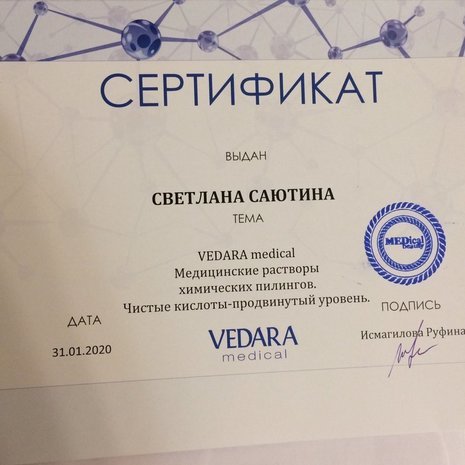 СЕРТИФИКАТ
ВЫДАН
СВЕТЛАНА САЮТИНА
ТЕМА
VEDARA medical
Медицинские растворы
химических пилингов.
Чистые кислоты-продвинутый уровень.
MEDical
ДАТА
ПОДПИСЬ
31.01.2020
VEDARA
medical
Исмагилова Руфина